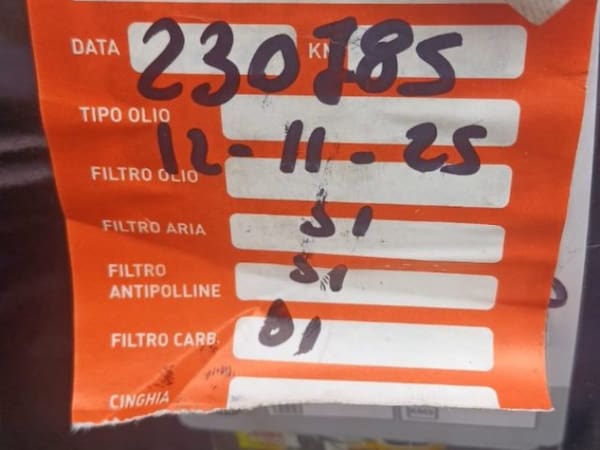 DATA 230785 KM
TIPO OLIO
12-11-25
FILTRO OLIO
FILTRO ARIA SI
FILTRO SI
ANTIPOLLINE
FILTRO CARB. SI
CINGHIA